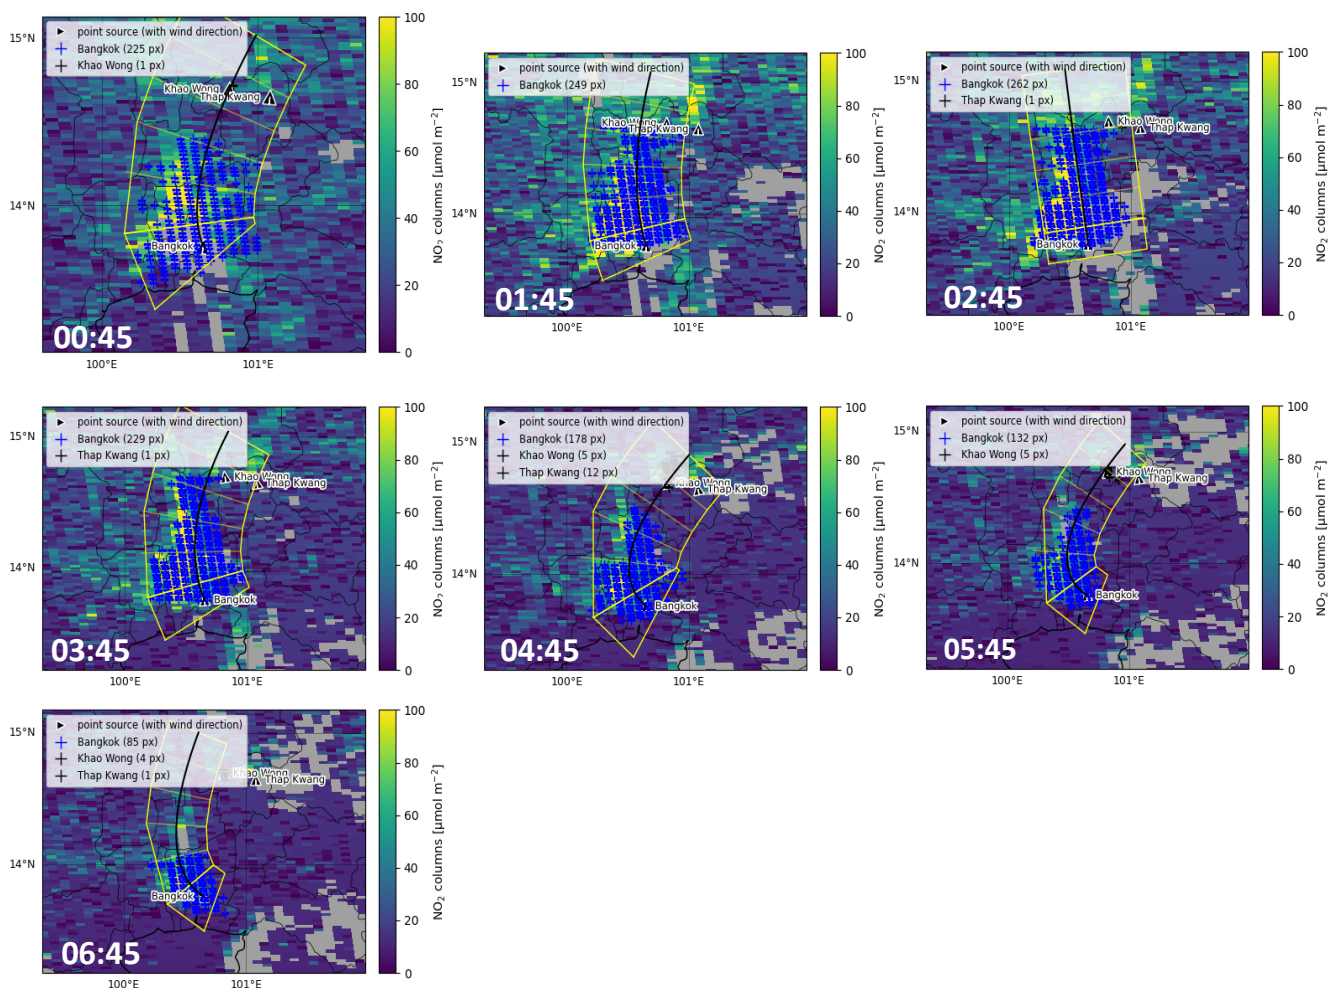 15°N
14°N
100°E
101°E
point source (with wind direction)
Bangkok (225 px)
Khao Wong (1 px)
Khao Wong
Thap Kwang
Bangkok
00:45
100
80
60
40
20
0
NO₂ columns [µmol m⁻²]
15°N
14°N
100°E
101°E
point source (with wind direction)
Bangkok (249 px)
Khao Wong
Thap Kwang
Bangkok
01:45
100
80
60
40
20
0
NO₂ columns [µmol m⁻²]
15°N
14°N
100°E
101°E
point source (with wind direction)
Bangkok (262 px)
Thap Kwang (1 px)
Khao Wong
Thap Kwang
Bangkok
02:45
100
80
60
40
20
0
NO₂ columns [µmol m⁻²]
15°N
14°N
100°E
101°E
point source (with wind direction)
Bangkok (229 px)
Thap Kwang (1 px)
Khao Wong
Thap Kwang
Bangkok
03:45
100
80
60
40
20
0
NO₂ columns [µmol m⁻²]
15°N
14°N
100°E
101°E
point source (with wind direction)
Bangkok (178 px)
Khao Wong (5 px)
Thap Kwang (12 px)
Khao Wong
Thap Kwang
Bangkok
04:45
100
80
60
40
20
0
NO₂ columns [µmol m⁻²]
15°N
14°N
100°E
101°E
point source (with wind direction)
Bangkok (132 px)
Khao Wong (5 px)
Khao Wong
Thap Kwang
Bangkok
05:45
100
80
60
40
20
0
NO₂ columns [µmol m⁻²]
15°N
14°N
100°E
101°E
point source (with wind direction)
Bangkok (85 px)
Khao Wong (4 px)
Thap Kwang (1 px)
Khao Wong
Thap Kwang
Bangkok
06:45
100
80
60
40
20
0
NO₂ columns [µmol m⁻²]